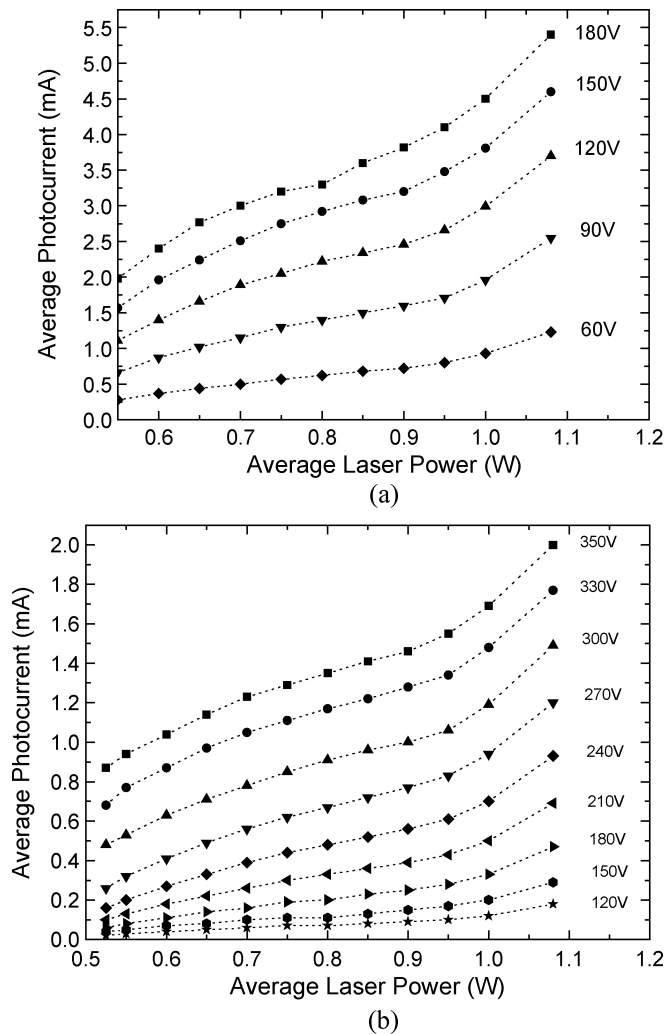 5.5
5.0
4.5
4.0
3.5
3.0
2.5
2.0
1.5
1.0
0.5
0.0
Average Photocurrent (mA)
180V
150V
120V
90V
60V
0.6 0.7 0.8 0.9 1.0 1.1 1.2
Average Laser Power (W)
(a)
2.0
1.8
1.6
1.4
1.2
1.0
0.8
0.6
0.4
0.2
0.0
Average Photocurrent (mA)
350V
330V
300V
270V
240V
210V
180V
150V
120V
0.5 0.6 0.7 0.8 0.9 1.0 1.1 1.2
Average Laser Power (W)
(b)